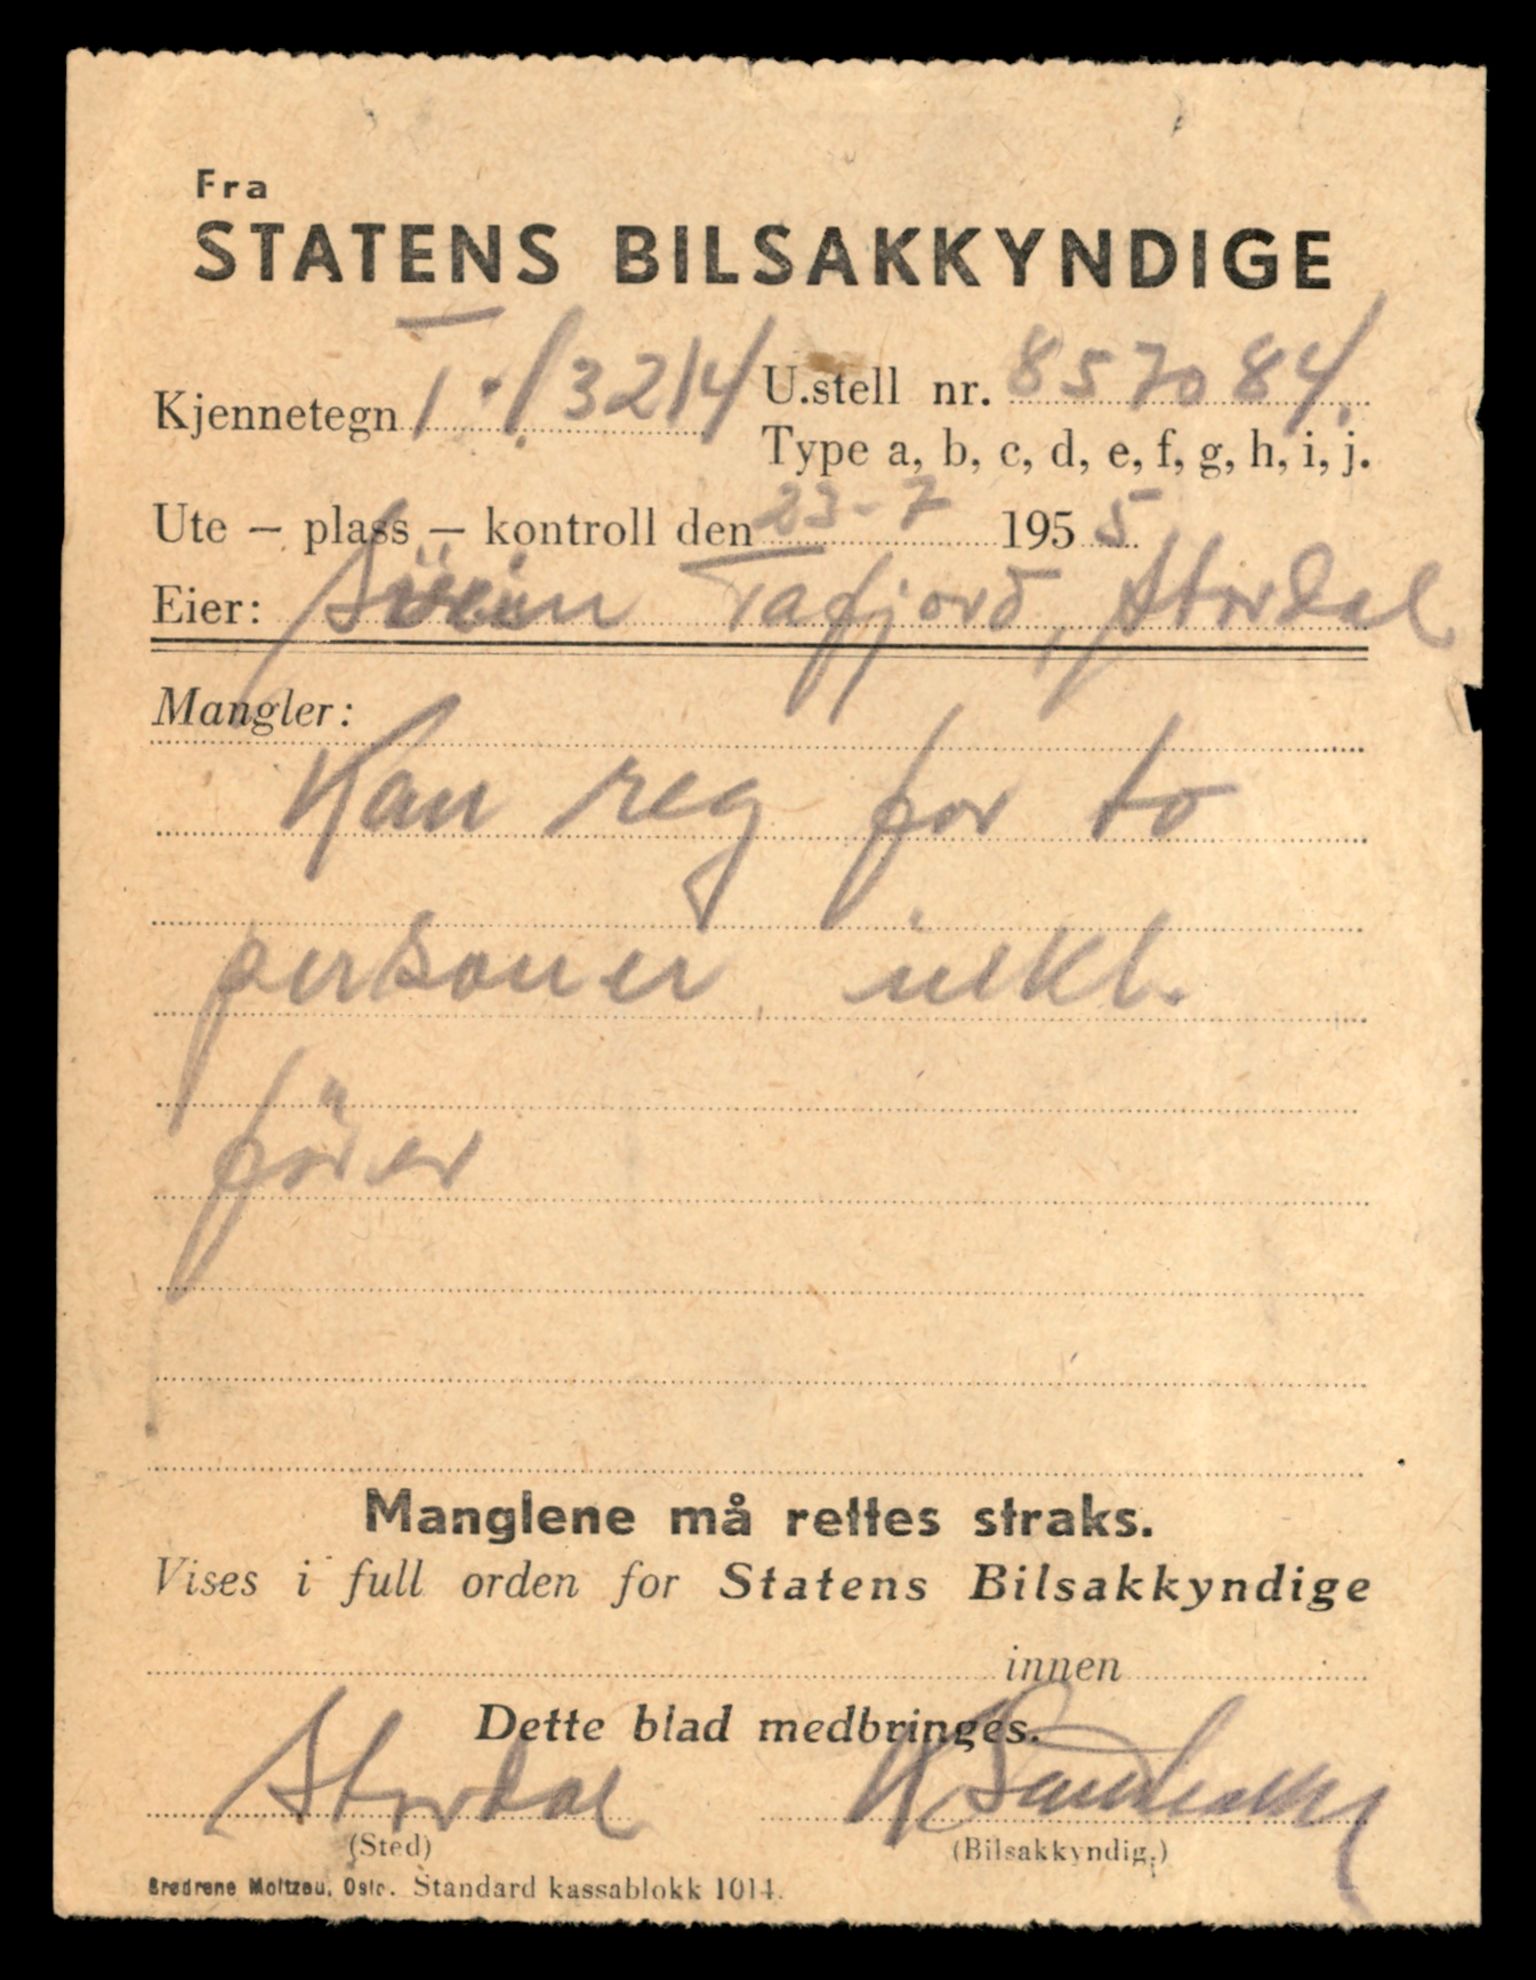 Fra
STATENS BILSAKKYNDIGE
Kjennetegn T./13214 U.stell nr. 857084.
Type a, b, c, d, e, f, g, h, i, j.
Ute – plass – kontroll den 23-7 1955
Eier: Tafjord, Stordal
Mangler:
Kan reg for to
personer inkl.
förer
Manglene må rettes straks.
Vises i full orden for Statens Bilsakkyndige
innen
Dette blad medbringes.
Stordal
(Sted) (Bilsakkyndig.)
Brødrene Moltzau, Oslo. Standard kassablokk 1014.